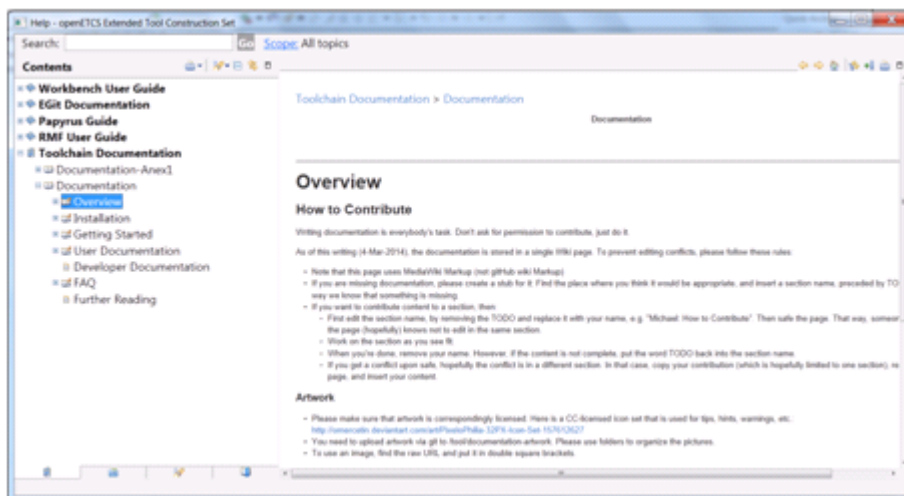 Help - openETCS Extended Tool Construction Set
Search: Go Scope: All topics
Contents
Workbench User Guide
EGit Documentation
Papyrus Guide
RMF User Guide
Toolchain Documentation
Documentation-Anex1
Documentation
Overview
Installation
Getting Started
User Documentation
Developer Documentation
FAQ
Further Reading
Toolchain Documentation > Documentation
Documentation
Overview
How to Contribute
Writing documentation is everybody's task. Don't ask for permission to contribute, just do it.
As of this writing (4-Mar-2014), the documentation is stored in a single Wiki page. To prevent editing conflicts, please follow these rules:
Note that this page uses MediaWiki Markup (not gitHub wiki Markup)
If you are missing documentation, please create a stub for it: Find the place where you think it would be appropriate, and insert a section name, preceded by TO
way we know that something is missing.
If you want to contribute content to a section, then:
First edit the section name, by removing the TODO and replace it with your name, e.g. "Michael: How to Contribute". Then safe the page. That way, someon
the page (hopefully) knows not to edit in the same section.
Work on the section as you see fit
When you're done, remove your name. However, if the content is not complete, put the word TODO back into the section name.
If you get a conflict upon safe, hopefully the conflict is in a different section. In that case, copy your contribution (which is hopefully limited to one section), re
page, and insert your content.
Artwork
Please make sure that artwork is correspondingly licensed. Here is a CC-licensed icon set that is used for tips, hints, warnings, etc.:
You need to upload artwork via git to /tool/documentation-artwork. Please use folders to organize the pictures.
To use an image, find the raw URL and put it in double square brackets.